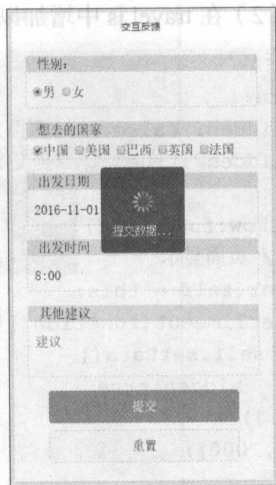 交互反馈
性别:
男 女
想去的国家
中国 美国 巴西 英国 法国
出发日期
2016-11-01
提交数据...
出发时间
8:00
其他建议
建议
提交
重置